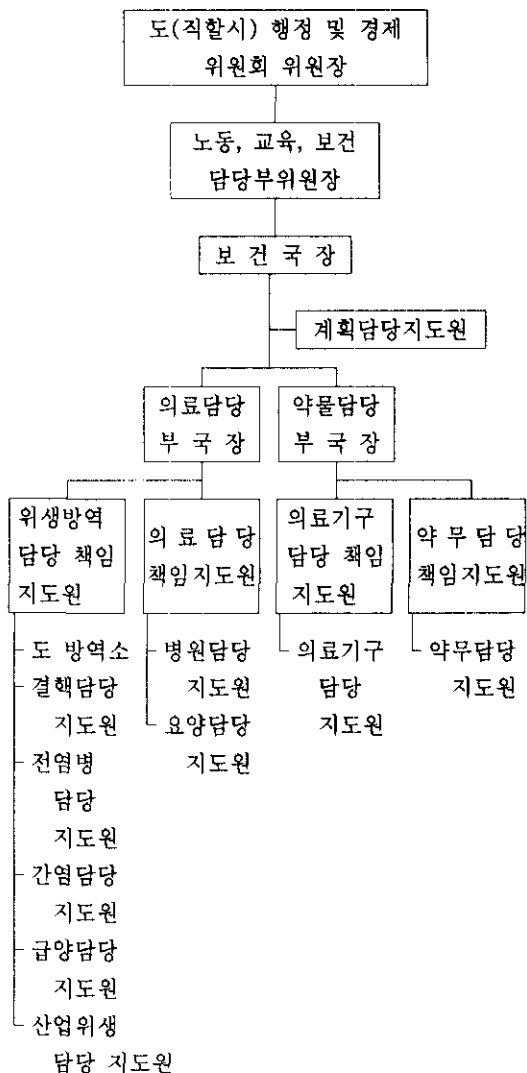 도(직할시) 행정 및 경제
위원회 위원장
노동, 교육, 보건
담당부위원장
보 건 국 장
계획담당지도원
의료담당
부 국 장
약물담당
부 국 장
위생방역
담당 책임
지도원
의 료 담 당
책임지도원
의료기구
담당 책임
지도원
약 무 담 당
책임지도원
도 방역소
결핵담당
지도원
전염병
담당
지도원
간염담당
지도원
급양담당
지도원
산업위생
담당 지도원
병원담당
지도원
요양담당
지도원
의료기구
담당
지도원
약무담당
지도원